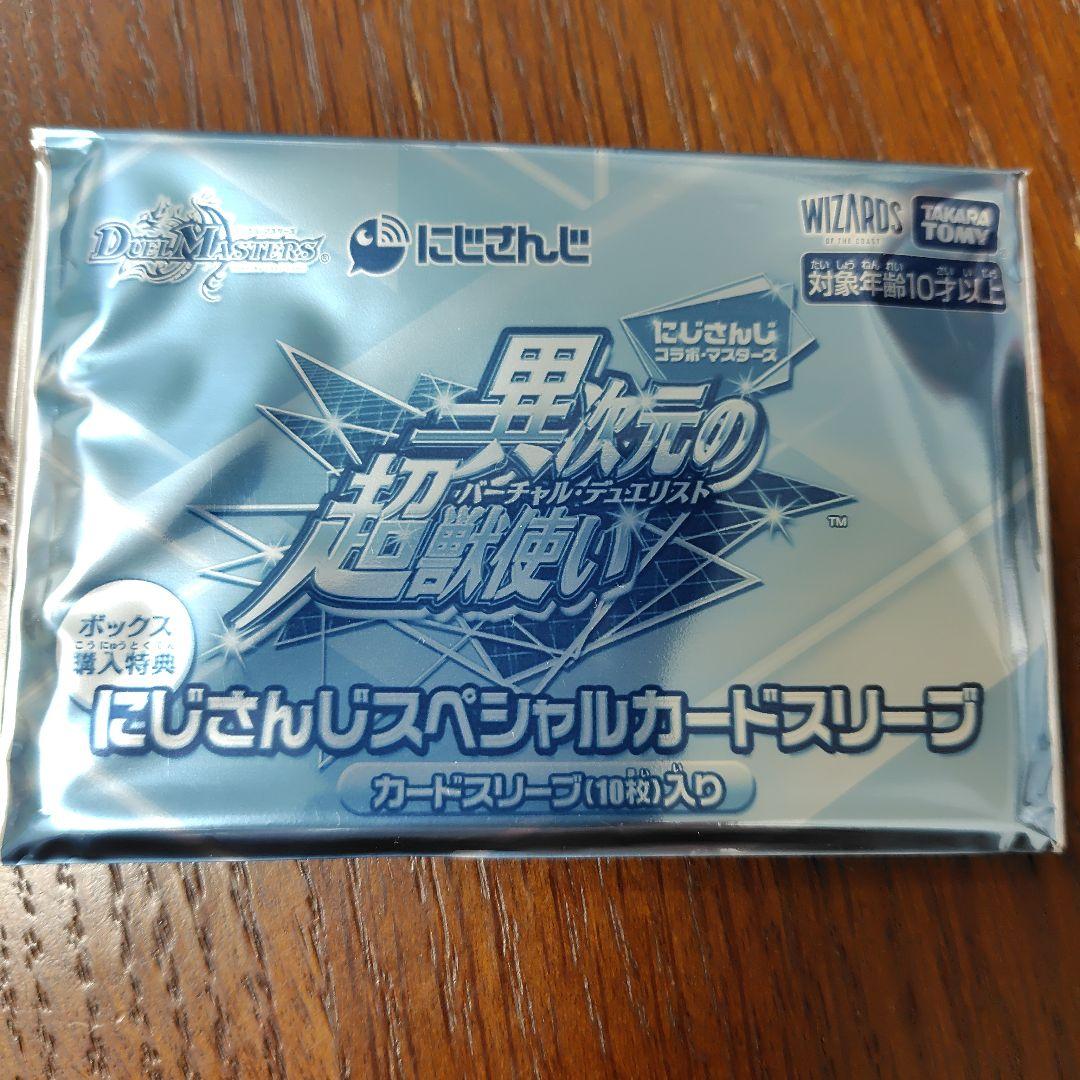 DUEL MASTERS®
にじさんじ
WIZARDS
OF THE COAST
TAKARA
TOMY
たいしょうねんれい さいいじょう
対象年齢10才以上
にじさんじ
コラボ・マスターズ
異次元の
バーチャル・デュエリスト
超獣使い
TM
ボックス
こうにゅうとくてん
購入特典
にじさんじスペシャルカードスリーブ
カードスリーブ(10枚)入り